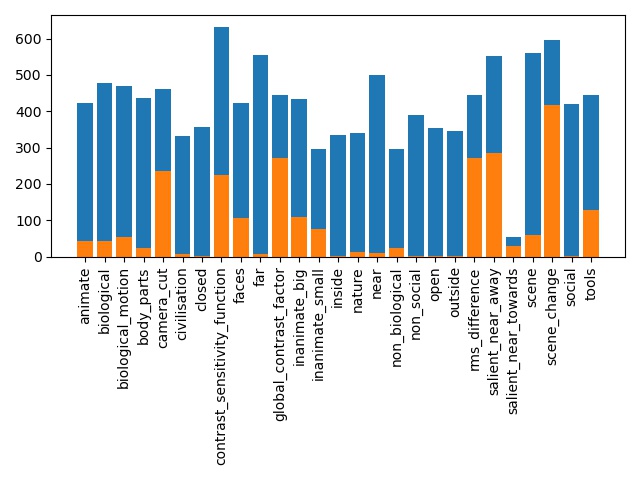 600
500
400
300
200
100
0
animate
biological
biological_motion
body_parts
camera_cut
civilisation
closed
contrast_sensitivity_function
faces
far
global_contrast_factor
inanimate_big
inanimate_small
inside
nature
near
non_biological
non_social
open
outside
rms_difference
salient_near_away
salient_near_towards
scene
scene_change
social
tools